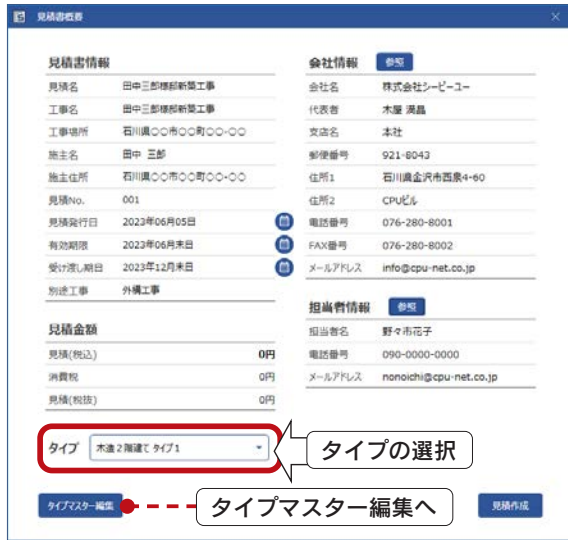 見積書概要
見積書情報
見積名 田中三郎様邸新築工事
工事名 田中三郎様邸新築工事
工事場所 石川県〇〇市〇〇町〇〇-〇〇
施主名 田中 三郎
施主住所 石川県〇〇市〇〇町〇〇-〇〇
見積No. 001
見積発行日 2023年06月05日
有効期限 2023年06月末日
受け渡し期日 2023年12月末日
別途工事 外構工事
見積金額
見積(税込) 0円
消費税 0円
見積(税抜) 0円
会社情報 参照
会社名 株式会社シーピーユー
代表者 木屋 満晶
支店名 本社
郵便番号 921-8043
住所1 石川県金沢市西泉4-60
住所2 CPUビル
電話番号 076-280-8001
FAX番号 076-280-8002
メールアドレス info@cpu-net.co.jp
担当者情報 参照
担当者名 野々市花子
電話番号 090-0000-0000
メールアドレス nonoichi@cpu-net.co.jp
タイプ 木造2階建て タイプ1
タイプの選択
タイプマスター編集
タイプマスター編集へ
見積作成